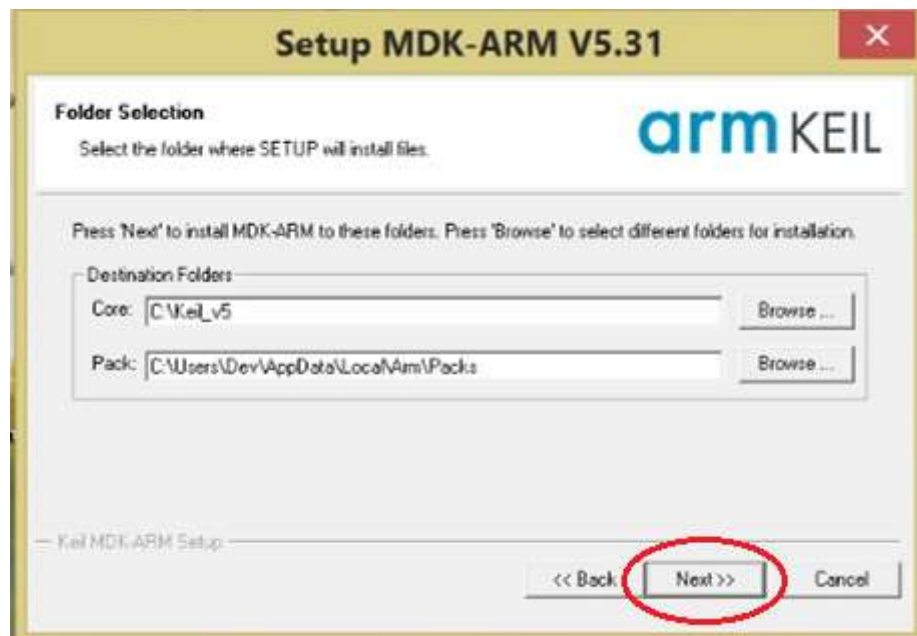 Setup MDK-ARM V5.31
Folder Selection
Select the folder where SETUP will install files.
arm KEIL
Press 'Next' to install MDK-ARM to these folders. Press 'Browse' to select different folders for installation.
Destination Folders
Core: C:\Keil_v5 Browse ...
Pack: C:\Users\Dev\AppData\Local\Arm\Packs Browse ...
Keil MDK-ARM Setup
<< Back Next >> Cancel